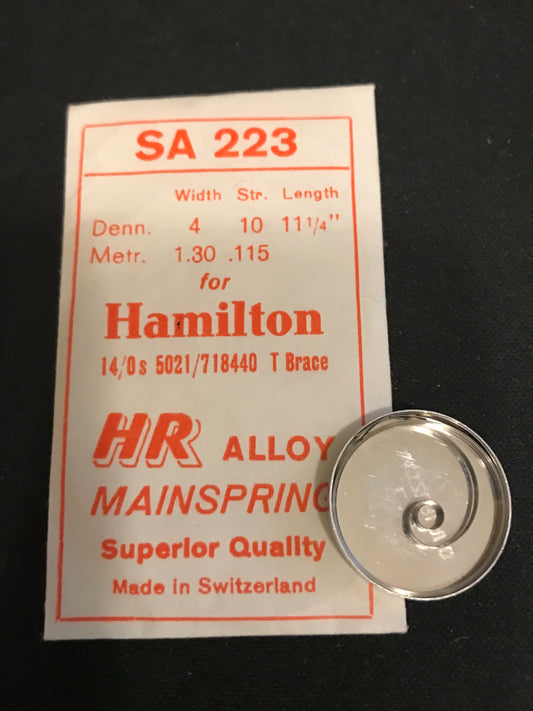 SA 223
Width Str. Length
Denn. 4 10 11 1/4"
Metr. 1.30 .115
for
Hamilton
14/0s 5021/718440 T Brace
HR ALLOY
MAINSPRING
Superior Quality
Made in Switzerland